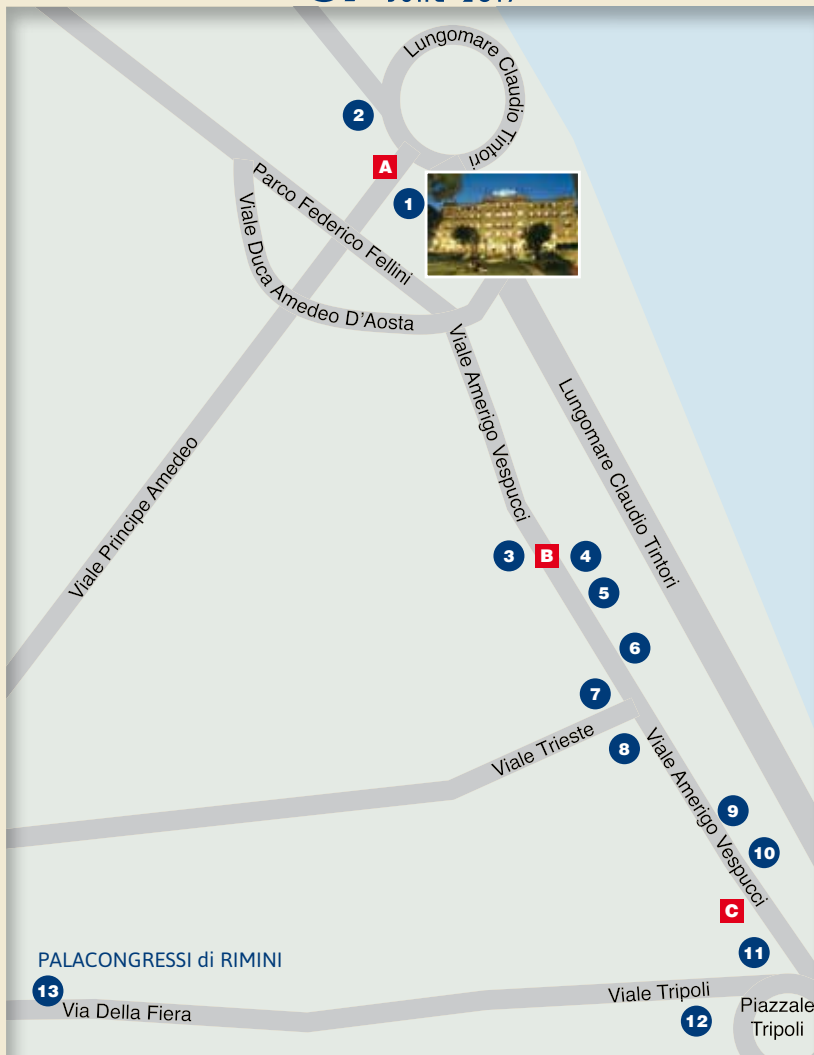 June 2017
Lungomare Claudio Tintori
2
A
1
Parco Federico Fellini
Viale Duca Amedeo D'Aosta
Viale Amerigo Vespucci
Lungomare Claudio Tintori
Viale Principe Amedeo
3
B
4
5
6
7
Viale Trieste
8
Viale Amerigo Vespucci
9
10
C
11
PALACONGRESSI di RIMINI
13
Via Della Fiera
Viale Tripoli
12
Piazzale
Tripoli